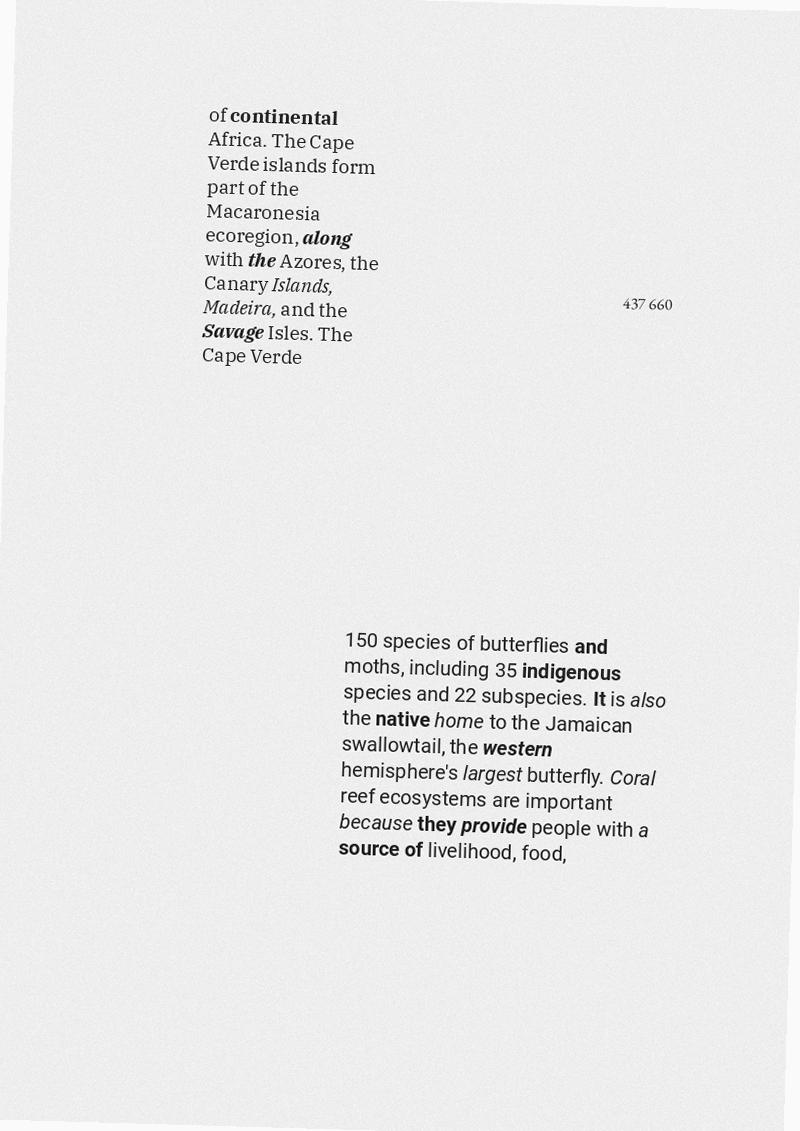 of continental
Africa. The Cape
Verde islands form
part of the
Macaronesia
ecoregion, along
with the Azores, the
Canary Islands,
Madeira, and the
Savage Isles. The
Cape Verde
437 660
150 species of butterflies and
moths, including 35 indigenous
species and 22 subspecies. It is also
the native home to the Jamaican
swallowtail, the western
hemisphere's largest butterfly. Coral
reef ecosystems are important
because they provide people with a
source of livelihood, food,